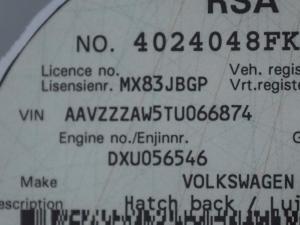 RSA
NO. 4024048FK
Licence no. Veh. regis
Lisensienr. MX83JBGP Vrt.registe
VIN AAVZZZAW5TU066874
Engine no./Enjinnr.
DXU056546
Make VOLKSWAGEN
escription Hatch back / Lui